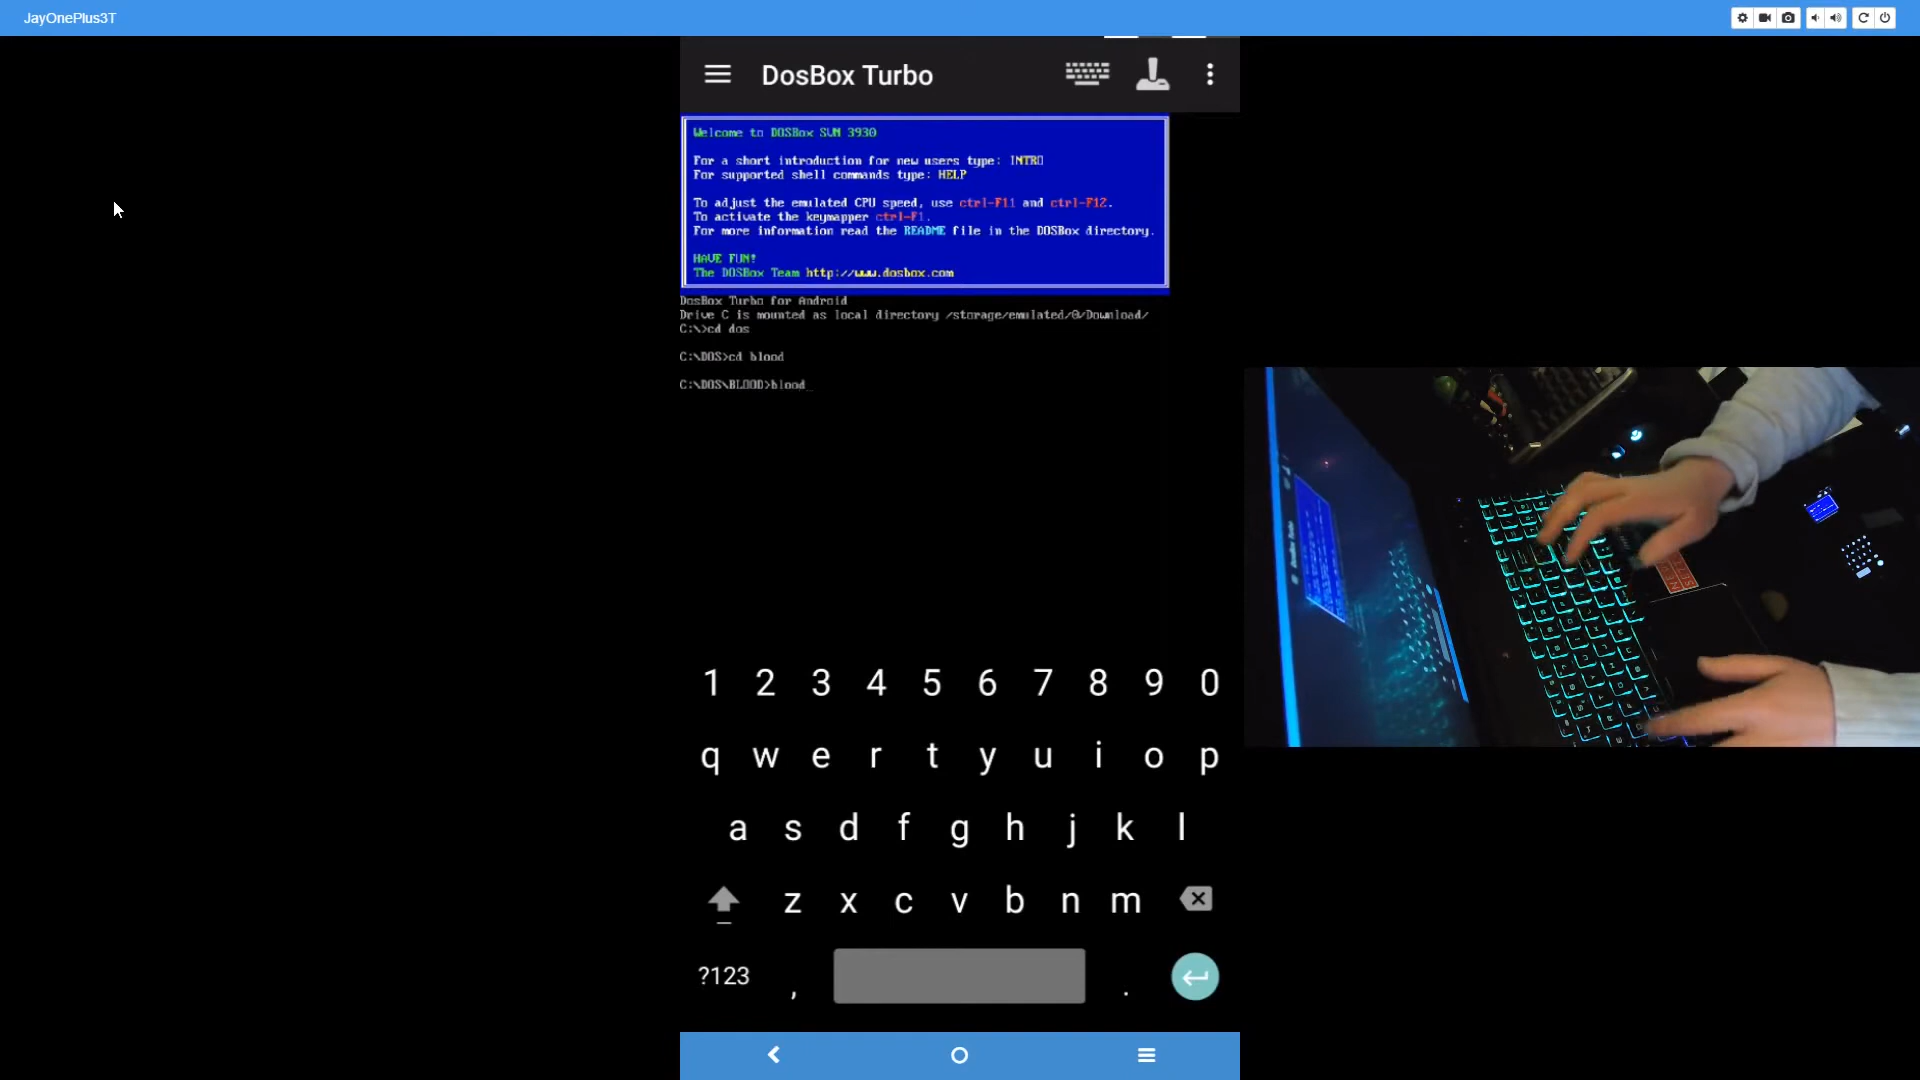 JayOnePlus3T
DosBox Turbo
Welcome to DOSBox SVN 3930
For a short introduction for new users type: INTRO
For supported shell commands type: HELP
To adjust the emulated CPU speed, use ctrl-F11 and ctrl-F12.
To activate the keymapper ctrl-F1.
For more information read the README file in the DOSBox directory.
HAVE FUN!
The DOSBox Team http://www.dosbox.com
DosBox Turbo for Android
Drive C is mounted as local directory /storage/emulated/0/Download/
C:\>cd dos
C:\DOS>cd blood
C:\DOS\BLOOD>blood_
1 2 3 4 5 6 7 8 9 0
q w e r t y u i o p
a s d f g h j k l
z x c v b n m
?123 , .